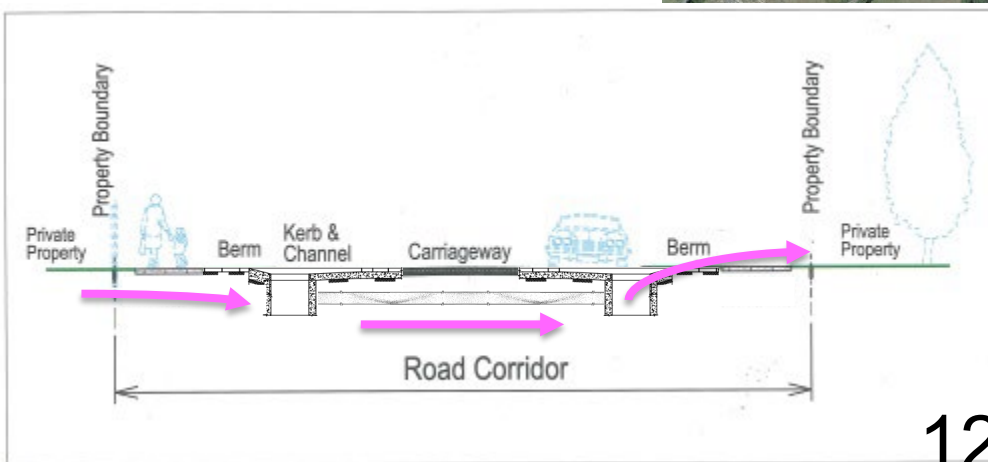 Property Boundary
Property Boundary
Private
Property
Berm
Kerb &
Channel
Carriageway
Berm
Private
Property
Road Corridor
12